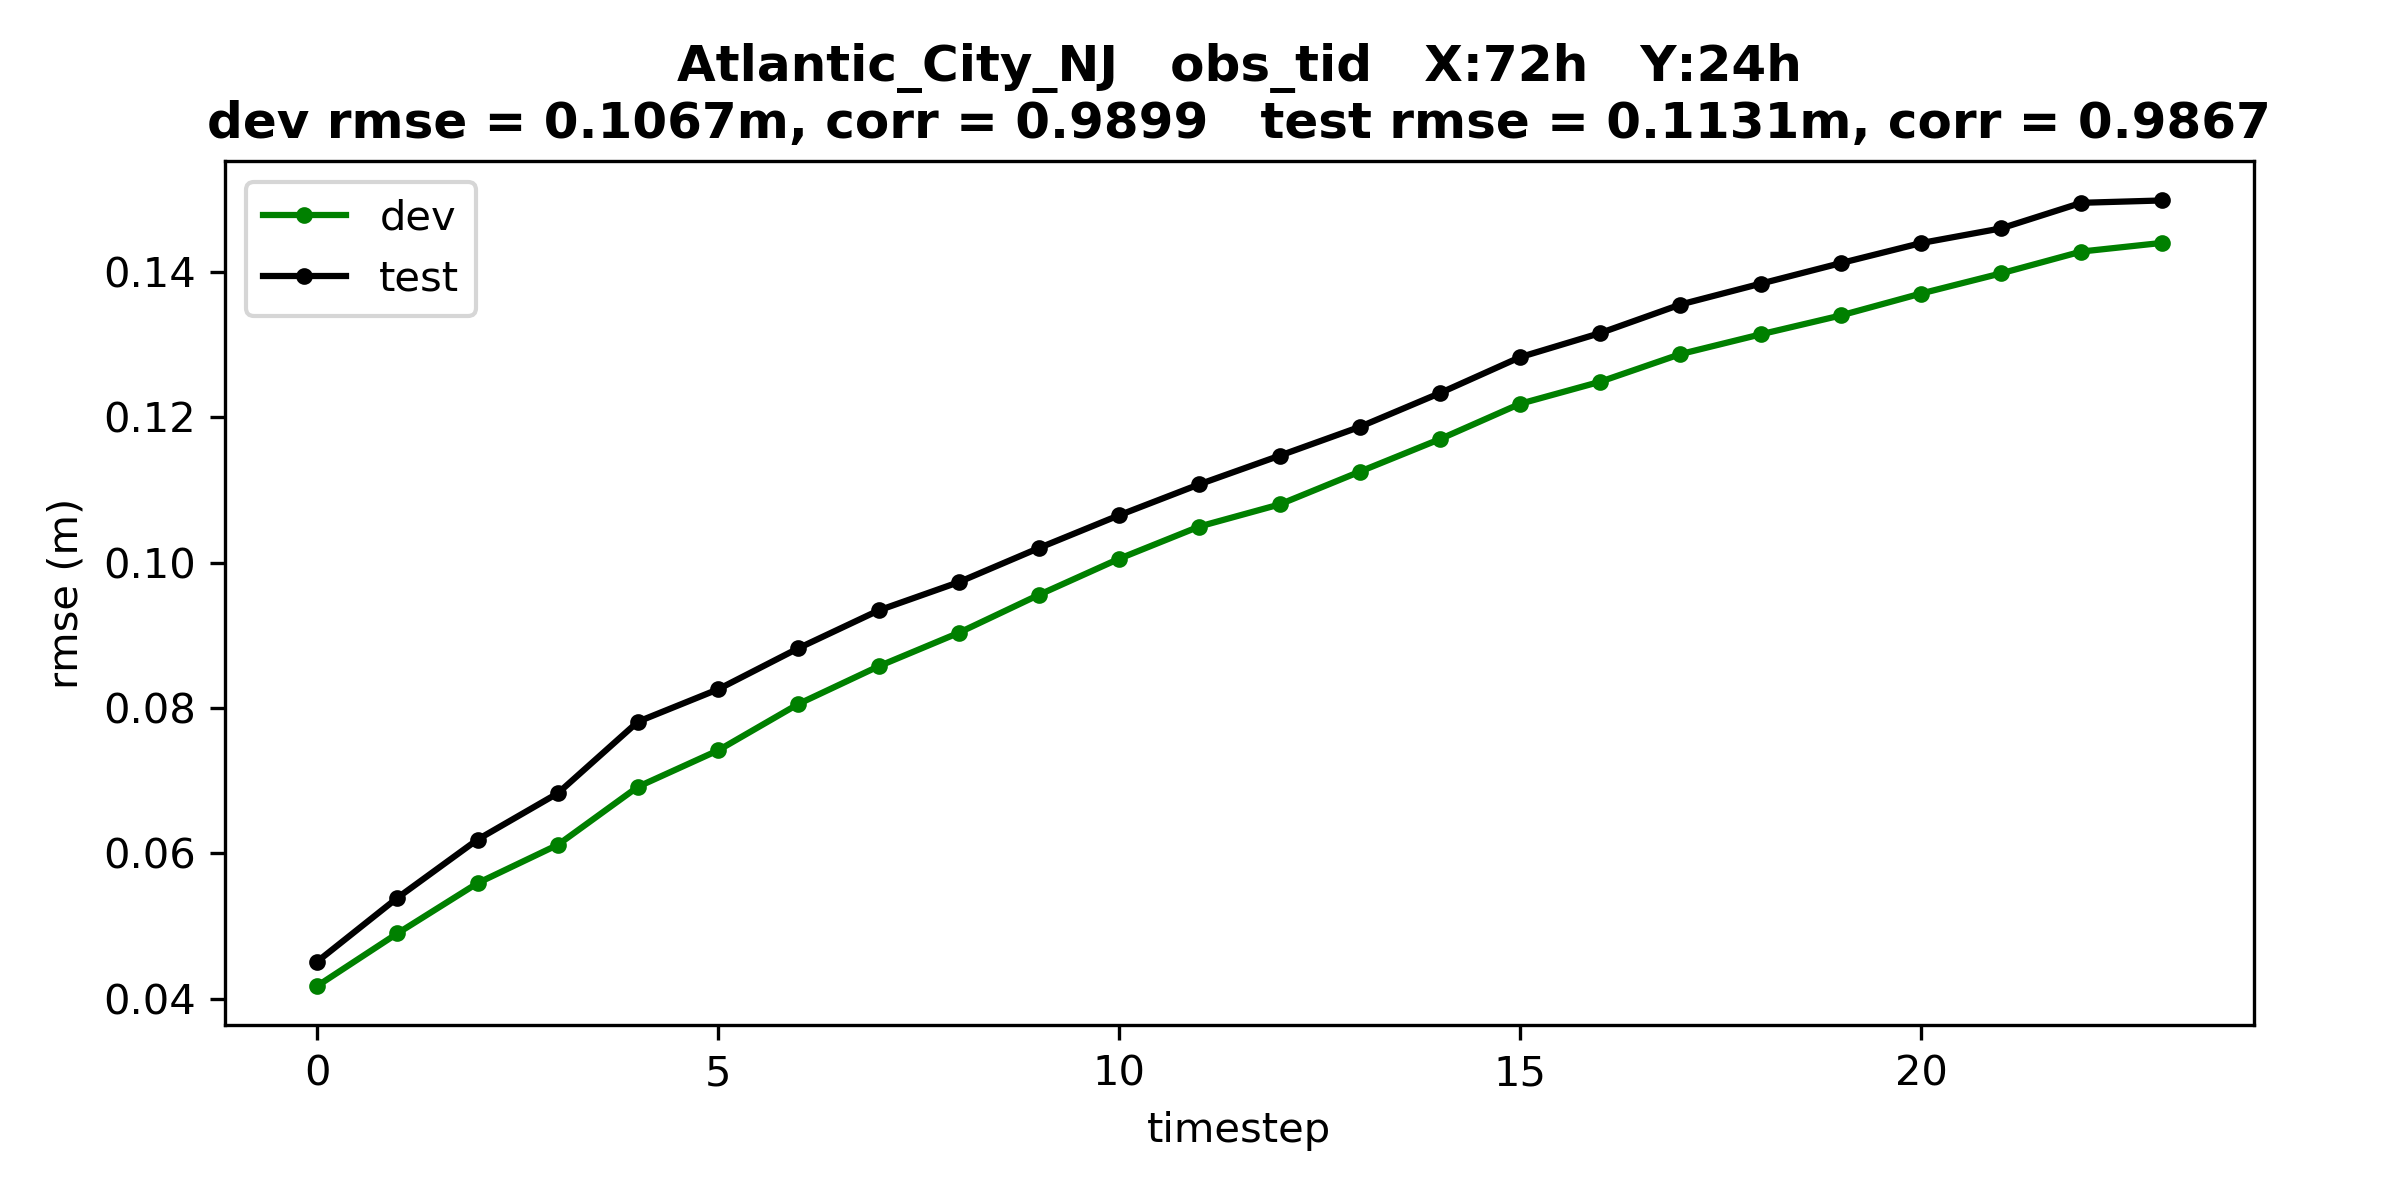 Atlantic_City_NJ   obs_tid   X:72h   Y:24h
dev rmse = 0.1067m, corr = 0.9899   test rmse = 0.1131m, corr = 0.9867
dev
test
0.14
0.12
0.10
0.08
0.06
0.04
rmse (m)
0 5 10 15 20
timestep